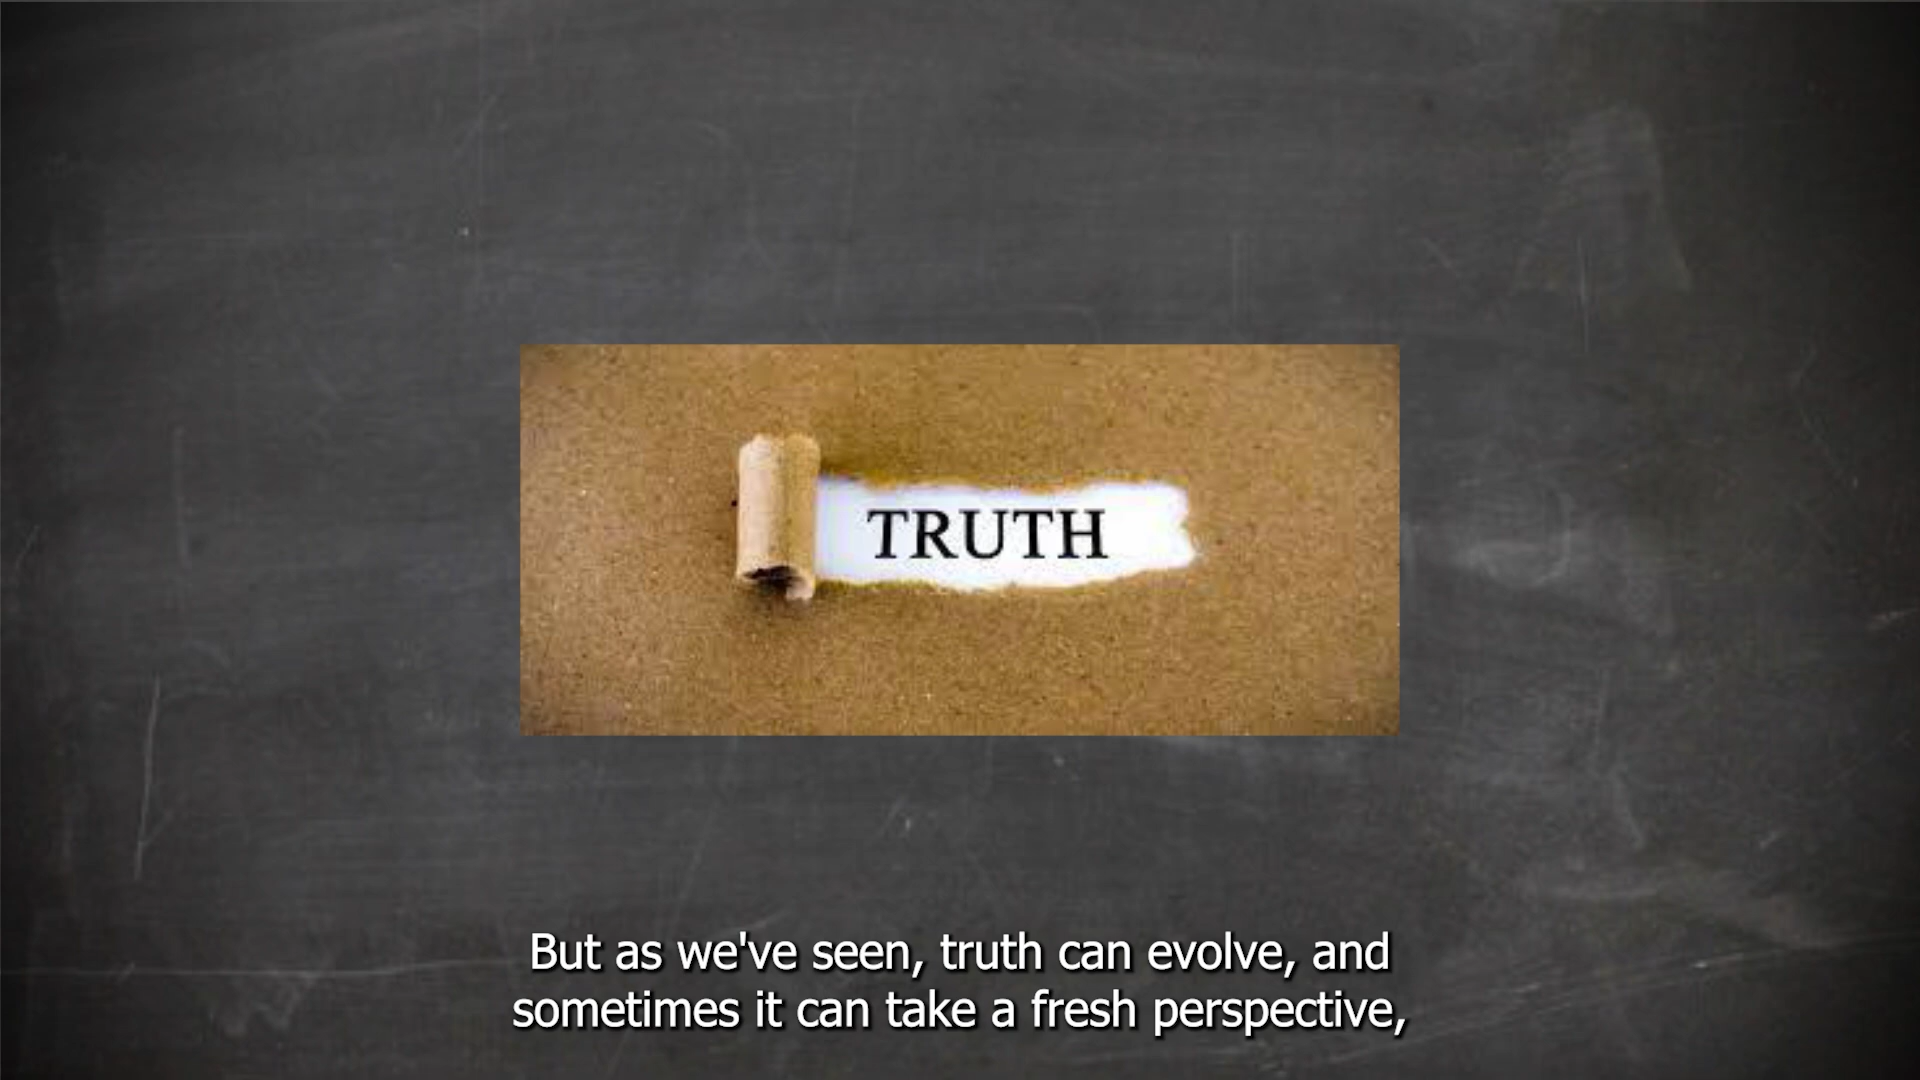 TRUTH
But as we've seen, truth can evolve, and
sometimes it can take a fresh perspective,